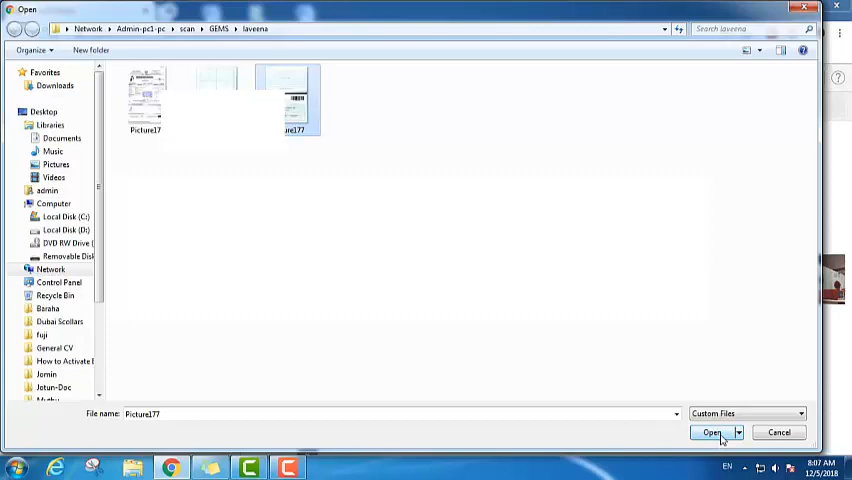 Open
Network ▸ Admin-pc1-pc ▸ scan ▸ GEMS ▸ laveena
Search laveena
Organize
New folder
Favorites
Downloads
Desktop
Libraries
Documents
Music
Pictures
Videos
admin
Computer
Local Disk (C:)
Local Disk (D:)
DVD RW Drive (
Removable Disk
Network
Control Panel
Recycle Bin
Baraha
Dubai Scollars
fuji
General CV
How to Activate E
Jomin
Jotun-Doc
Picture17
ure177
File name:
Picture177
Custom Files
Open
Cancel
EN
8:07 AM
12/5/2018